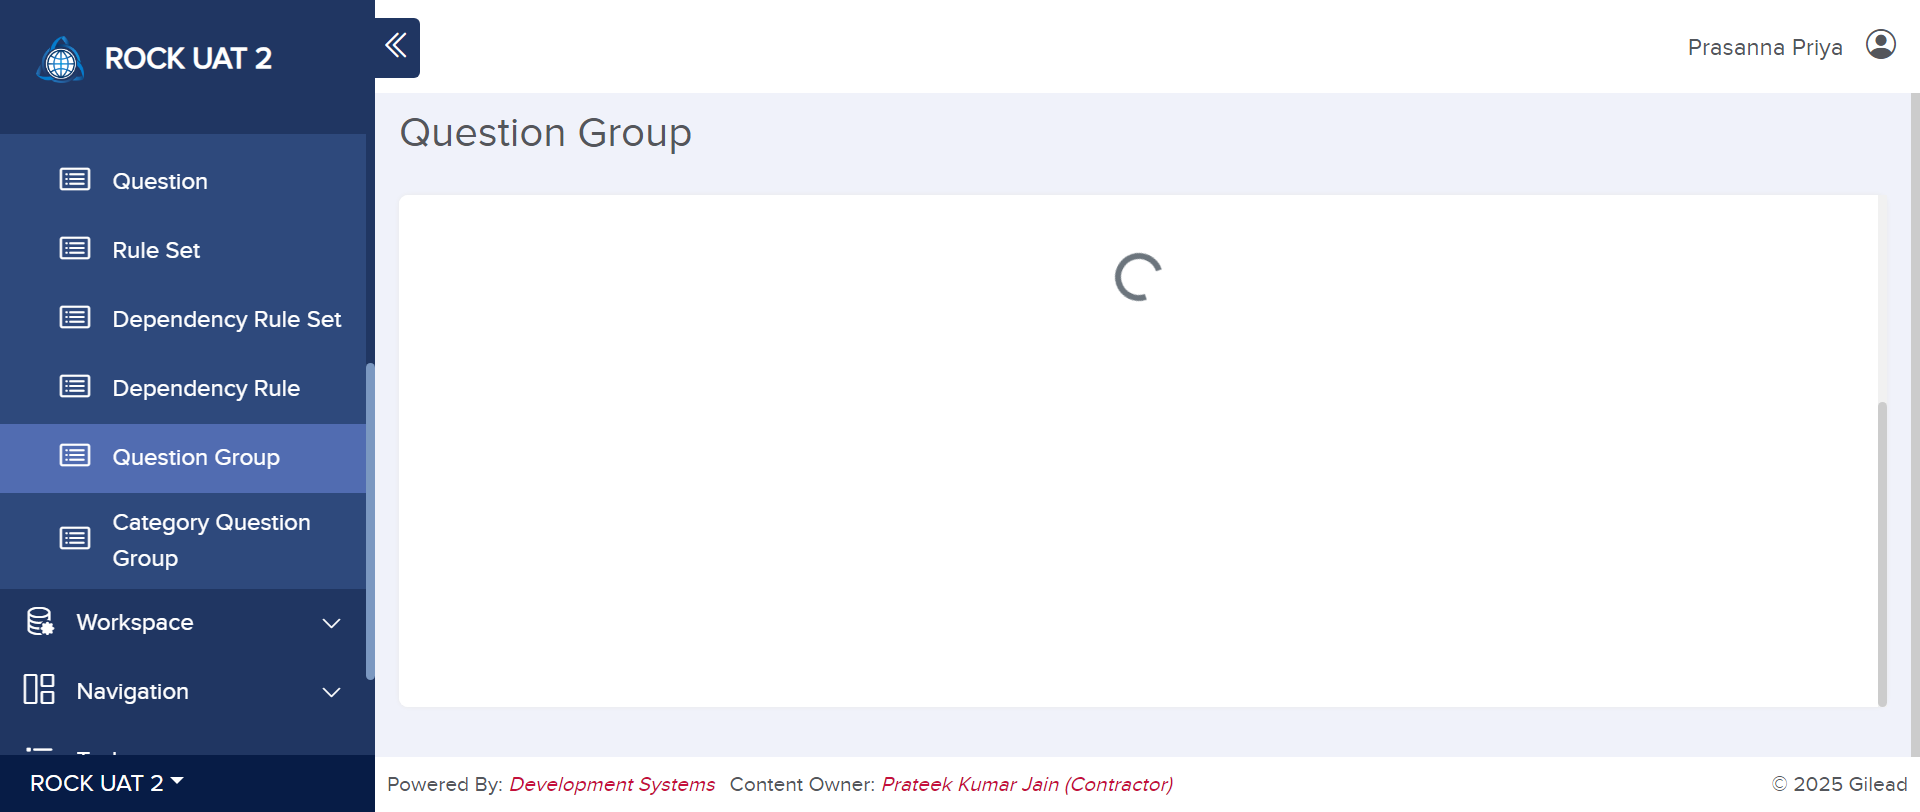 ROCK UAT 2
Prasanna Priya
Question Group
Question
Rule Set
Dependency Rule Set
Dependency Rule
Question Group
Category Question
Group
Workspace
Navigation
ROCK UAT 2
Powered By: Development Systems Content Owner: Prateek Kumar Jain (Contractor)
© 2025 Gilead